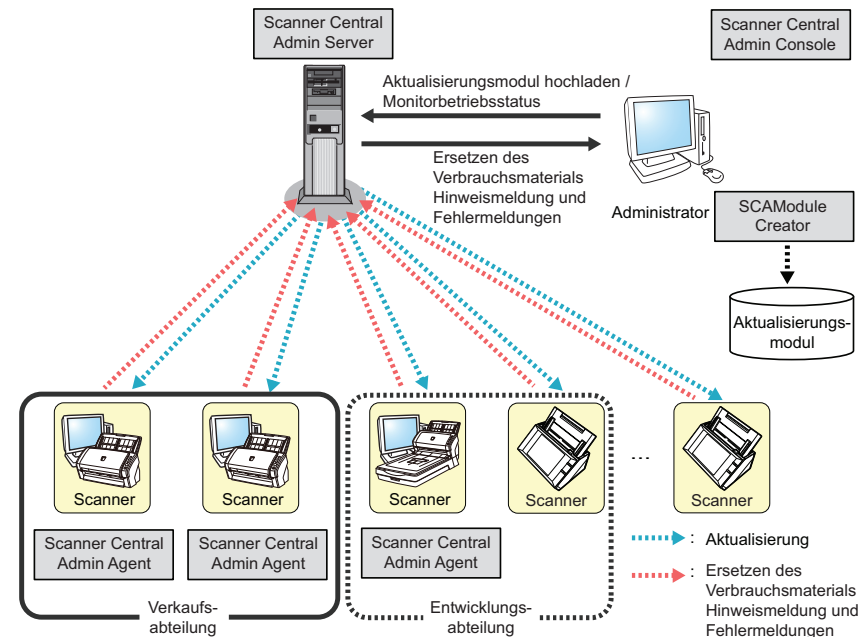 Scanner Central
Admin Server
Scanner Central
Admin Console
Aktualisierungsmodul hochladen /
Monitorbetriebsstatus
Ersetzen des
Verbrauchsmaterials
Hinweismeldung und
Fehlermeldungen
Administrator
SCAModule
Creator
Aktualisierungs-
modul
Scanner
Scanner
Scanner
Scanner
...
Scanner
Scanner Central
Admin Agent
Scanner Central
Admin Agent
Scanner Central
Admin Agent
Verkaufs-
abteilung
Entwicklungs-
abteilung
: Aktualisierung
: Ersetzen des
Verbrauchsmaterials
Hinweismeldung und
Fehlermeldungen